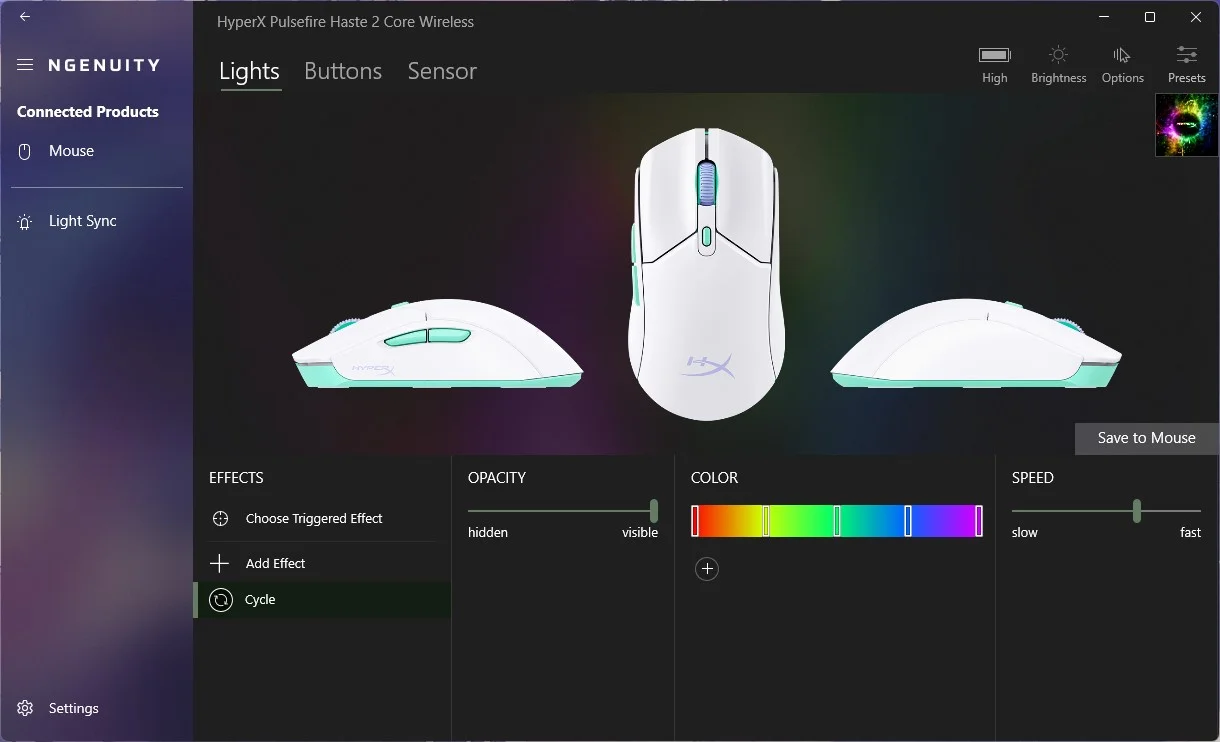 HyperX Pulsefire Haste 2 Core Wireless
NGENUITY
Connected Products
Mouse
Light Sync
Settings
Lights Buttons Sensor
High Brightness Options Presets
HYPERX
Save to Mouse
EFFECTS
Choose Triggered Effect
Add Effect
Cycle
OPACITY
hidden visible
COLOR
SPEED
slow fast